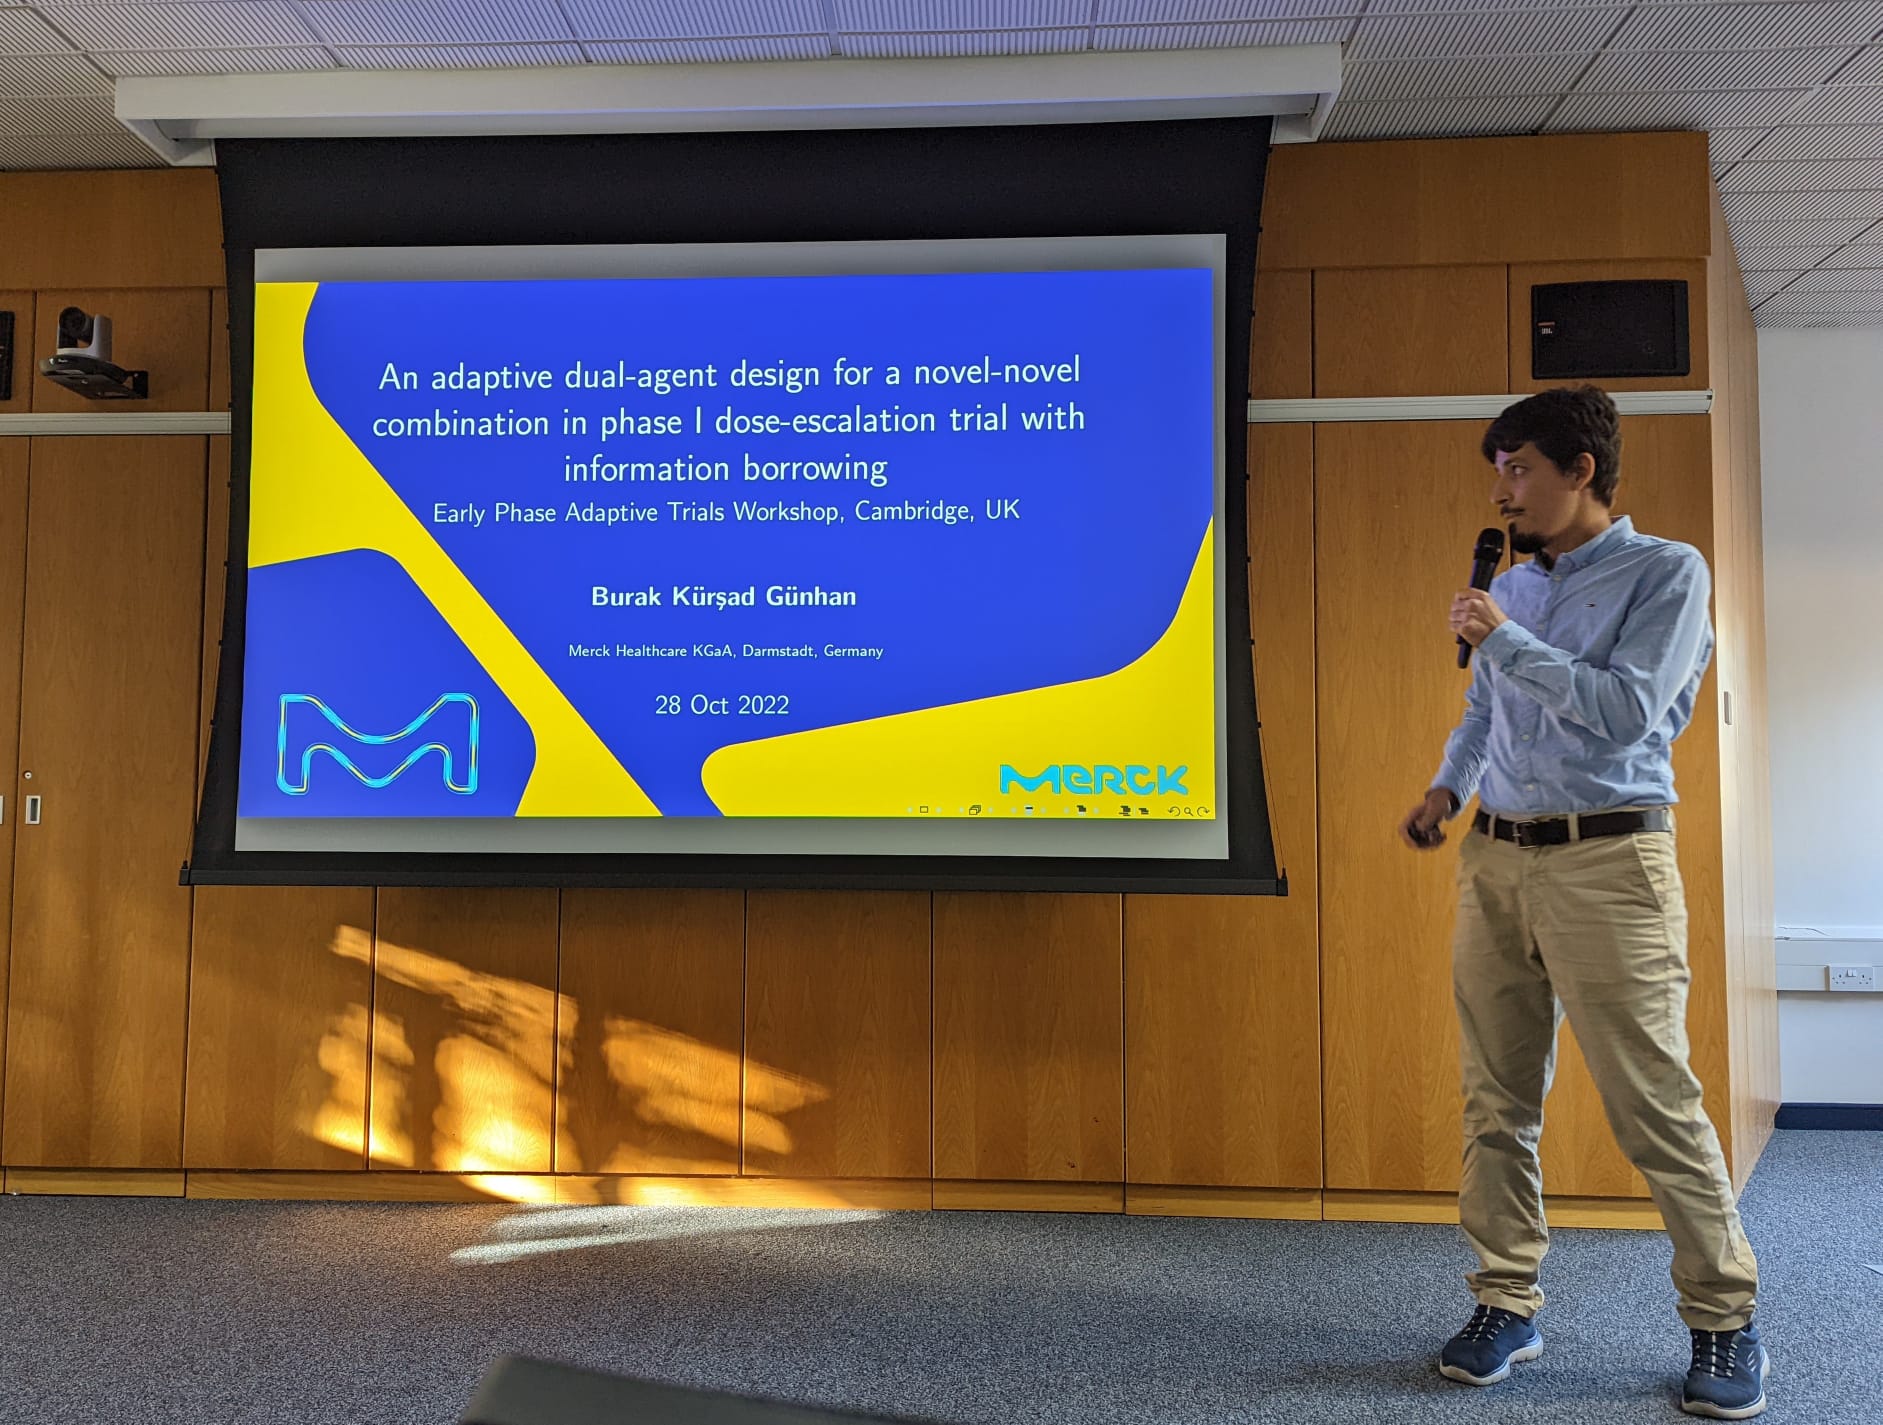 An adaptive dual-agent design for a novel-novel
combination in phase I dose-escalation trial with
information borrowing
Early Phase Adaptive Trials Workshop, Cambridge, UK
Burak Kürşad Günhan
Merck Healthcare KGaA, Darmstadt, Germany
28 Oct 2022
M
MERCK
JBL